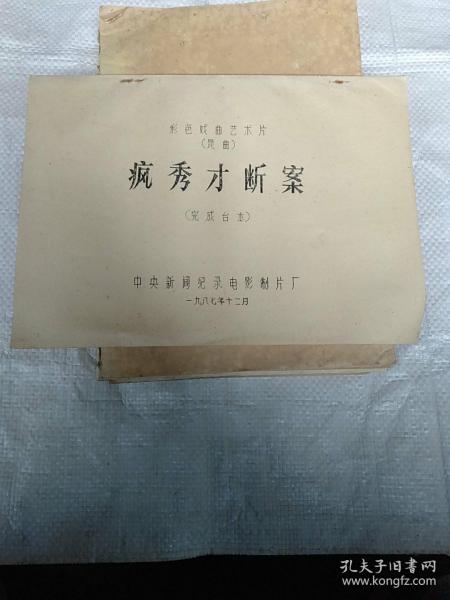 彩色戏曲艺术片
(昆曲)
疯秀才断案
(完成台本)
中央新闻纪录电影制片厂
一九八七年十二月
孔夫子旧书网
www.kongfz.com